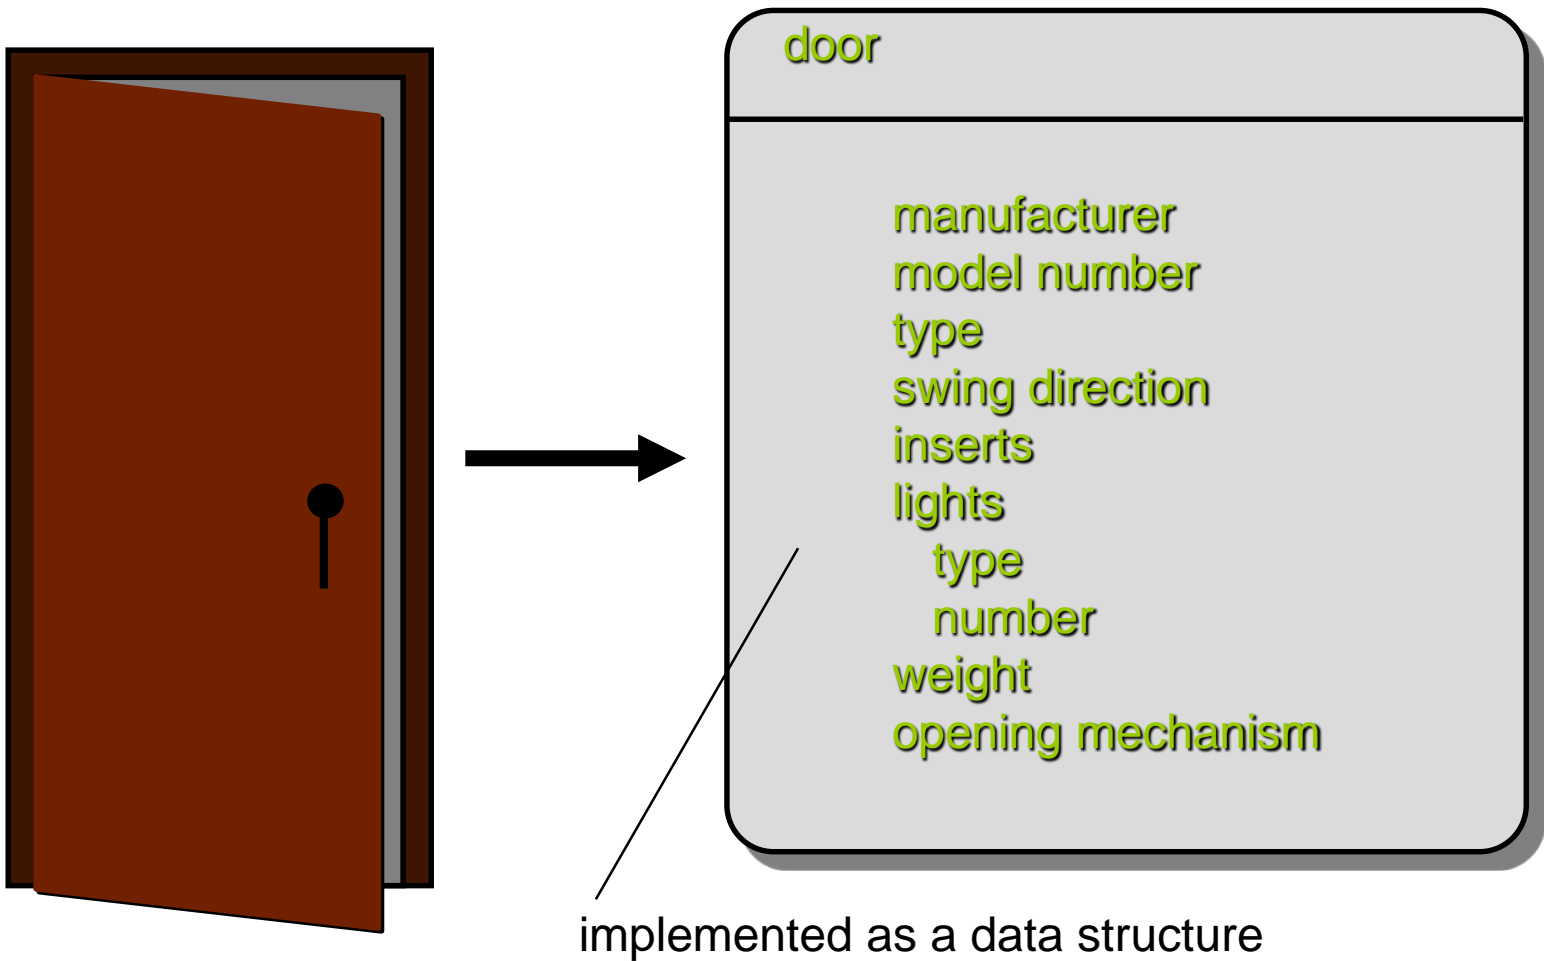 door
manufacturer
model number
type
swing direction
inserts
lights
type
number
weight
opening mechanism
implemented as a data structure